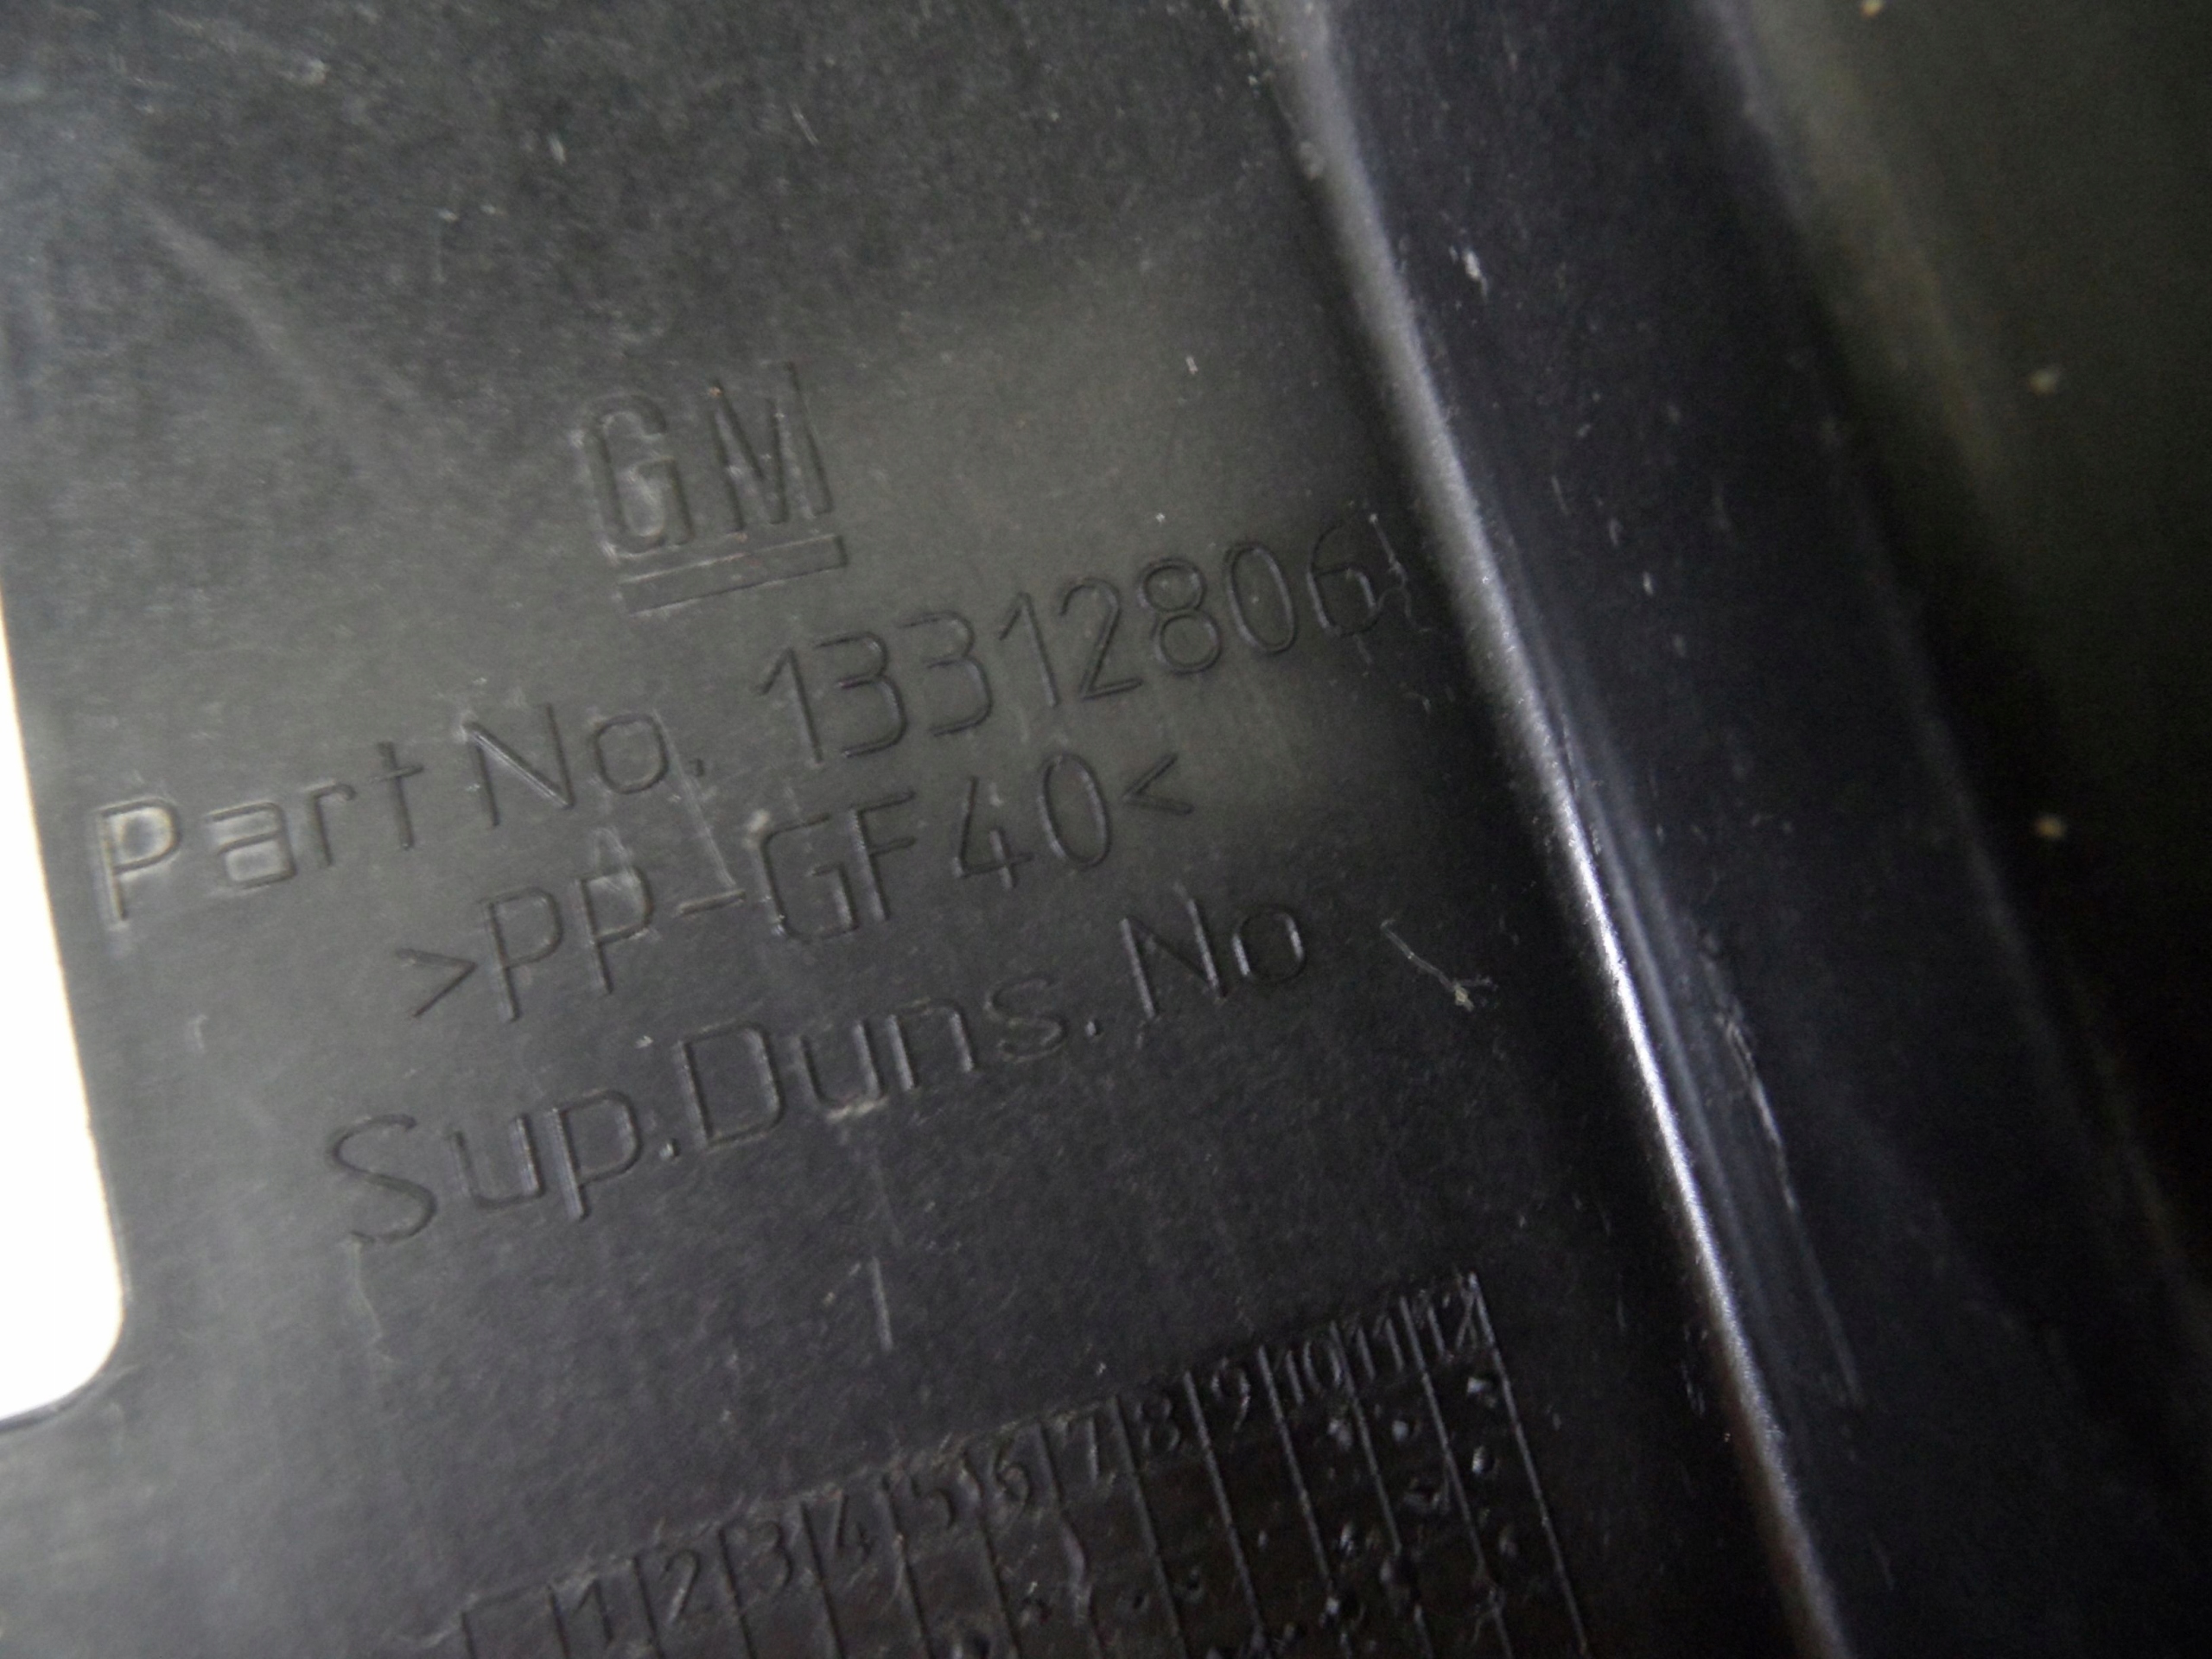 GM
Part No. 13312806
>PP-GF40<
Sup.Duns.No
1 2 3 4 5 6 7 8 9 10 11 12